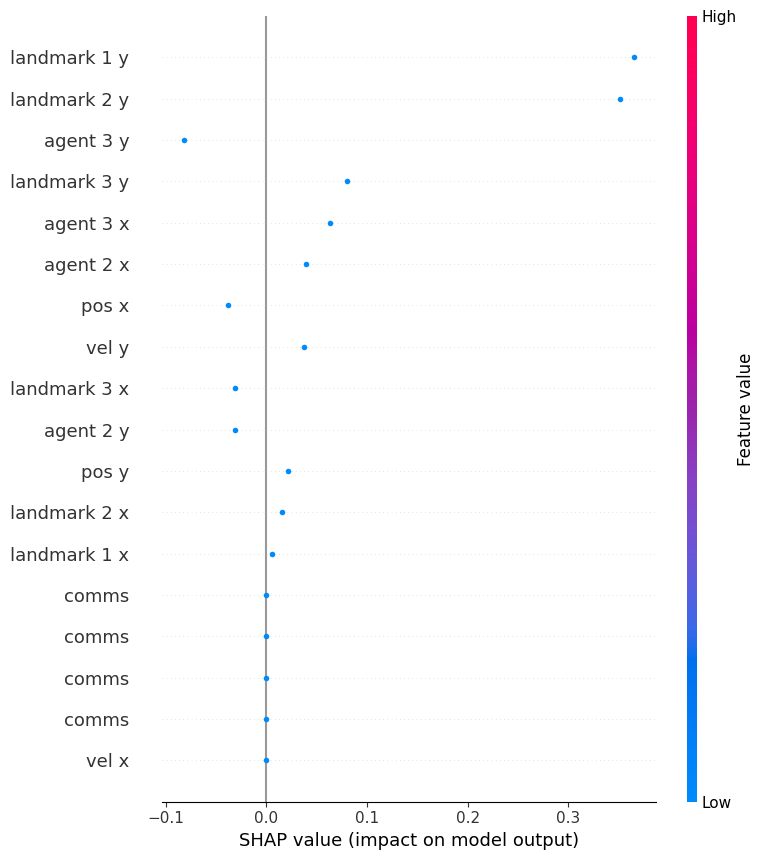 High
landmark 1 y
landmark 2 y
agent 3 y
landmark 3 y
agent 3 x
agent 2 x
pos x
vel y
landmark 3 x
agent 2 y
pos y
landmark 2 x
landmark 1 x
comms
comms
comms
comms
vel x
Feature value
Low
−0.1 0.0 0.1 0.2 0.3
SHAP value (impact on model output)